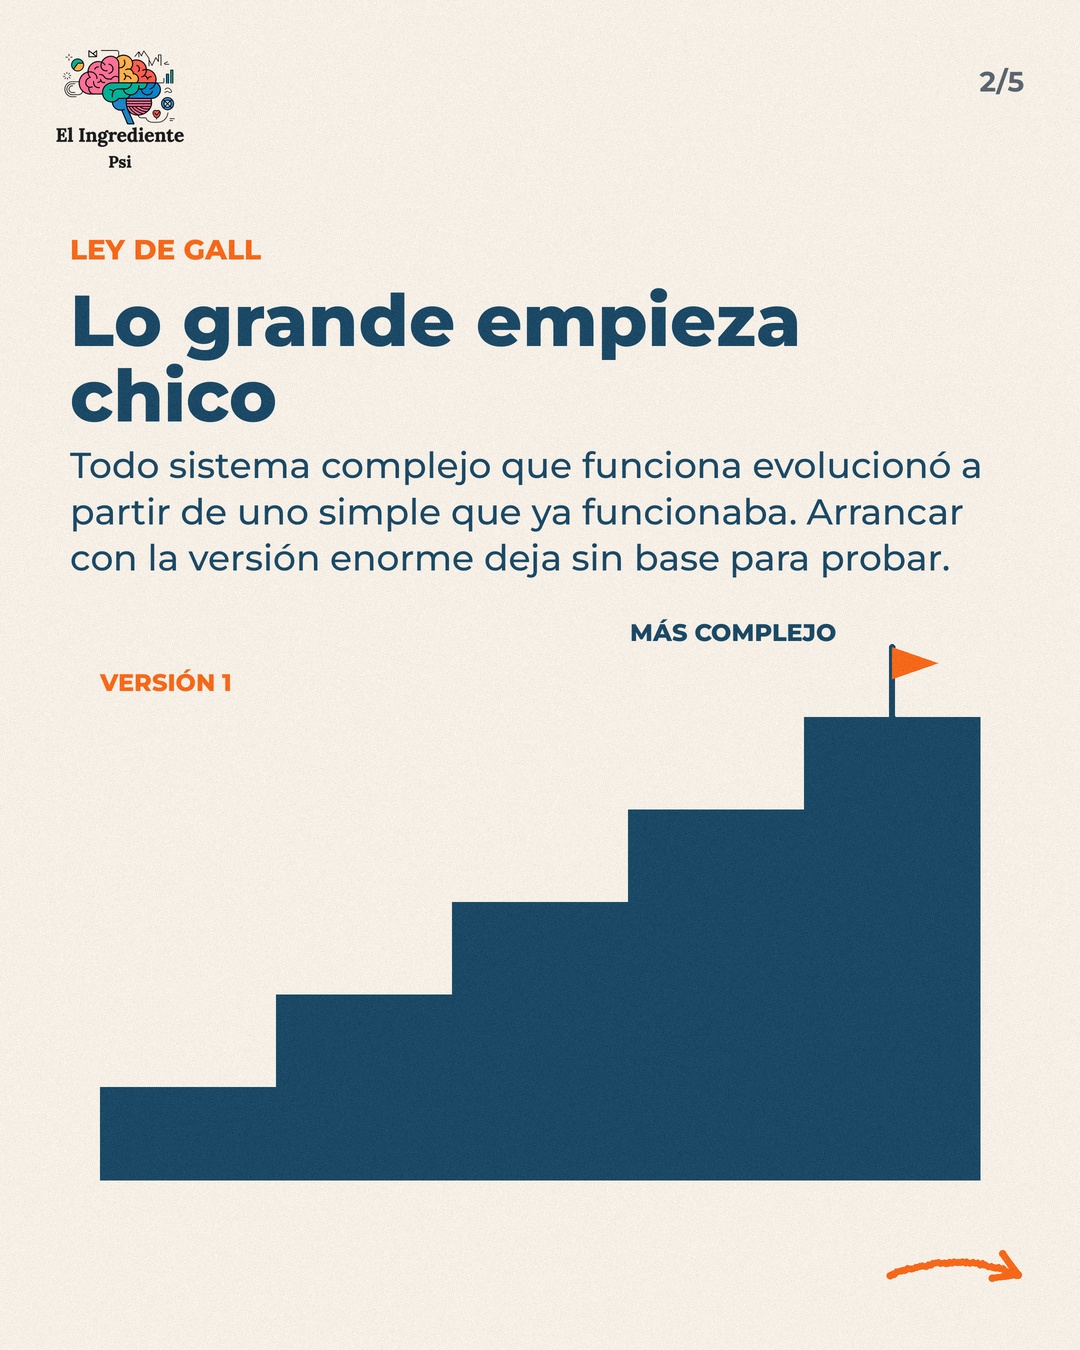 El Ingrediente
Psi
2/5
LEY DE GALL
Lo grande empieza
chico
Todo sistema complejo que funciona evolucionó a
partir de uno simple que ya funcionaba. Arrancar
con la versión enorme deja sin base para probar.
MÁS COMPLEJO
VERSIÓN 1